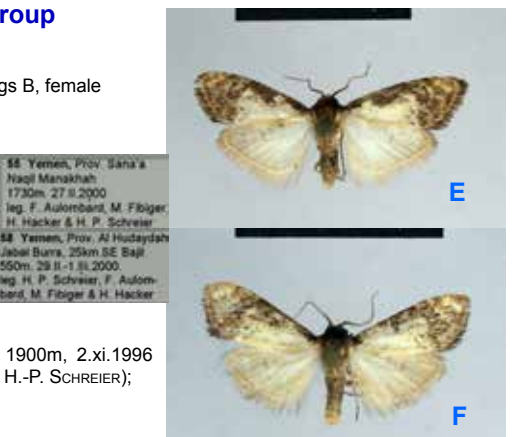 roup
gs B, female
55 Yemen, Prov. Sana'a
Naqil Manakhah
1730m. 27.II.2000
leg. F. Aulombard, M. Fibiger,
H. Hacker & H. P. Schreier
58 Yemen, Prov. Al Hudaydah
Jabal Burra, 25km SE Bajil
550m. 29.II.-1.III.2000.
leg. H. P. Schreier, F. Aulom-
bard, M. Fibiger & H. Hacker
1900m, 2.xi.1996
H.-P. SCHREIER);
E
F